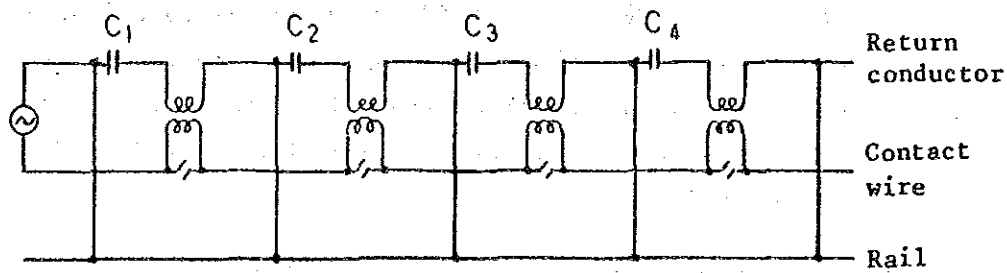 C1 C2 C3 C4
Return
conductor
Contact
wire
Rail